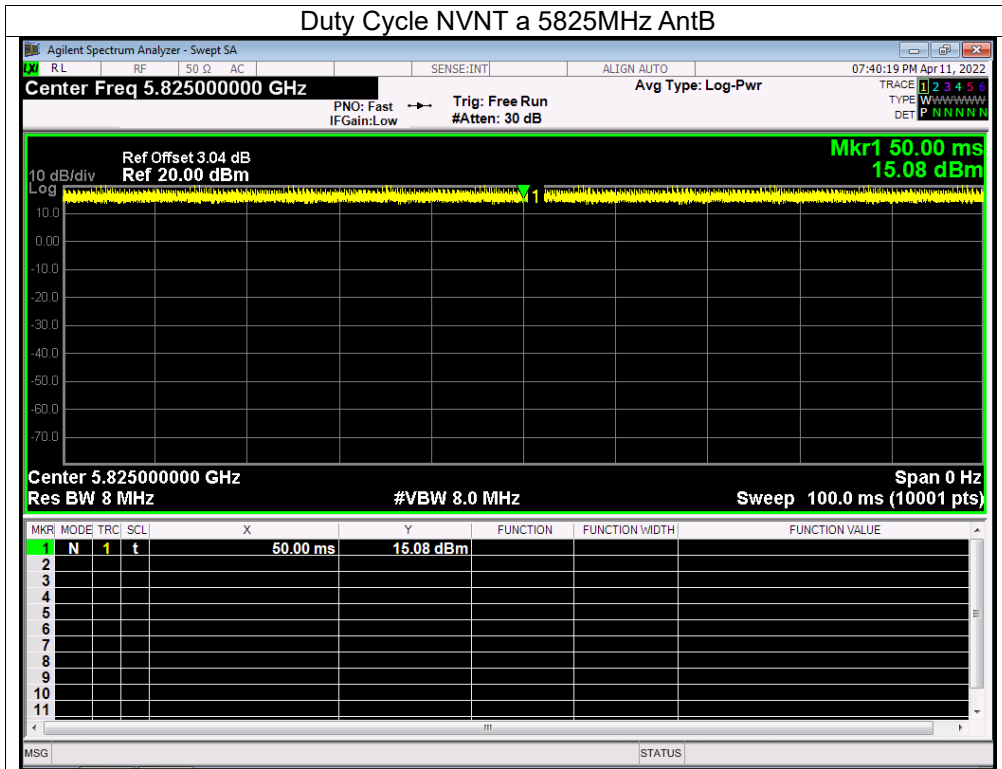 Duty Cycle NVNT a 5825MHz AntB
Agilent Spectrum Analyzer - Swept SA
LXI RL RF 50 Ω AC SENSE:INT ALIGN AUTO 07:40:19 PM Apr 11, 2022
Center Freq 5.825000000 GHz Avg Type: Log-Pwr TRACE 1 2 3 4 5 6
PNO: Fast Trig: Free Run TYPE WWWWWW
IFGain:Low #Atten: 30 dB DET P N N N N N
Mkr1 50.00 ms
Ref Offset 3.04 dB
10 dB/div Ref 20.00 dBm 15.08 dBm
Log
1
10.0
0.00
-10.0
-20.0
-30.0
-40.0
-50.0
-60.0
-70.0
Center 5.825000000 GHz Span 0 Hz
Res BW 8 MHz #VBW 8.0 MHz Sweep 100.0 ms (10001 pts)
MKR MODE TRC SCL X Y FUNCTION FUNCTION WIDTH FUNCTION VALUE
1 N 1 t 50.00 ms 15.08 dBm
2
3
4
5
6
7
8
9
10
11
MSG STATUS